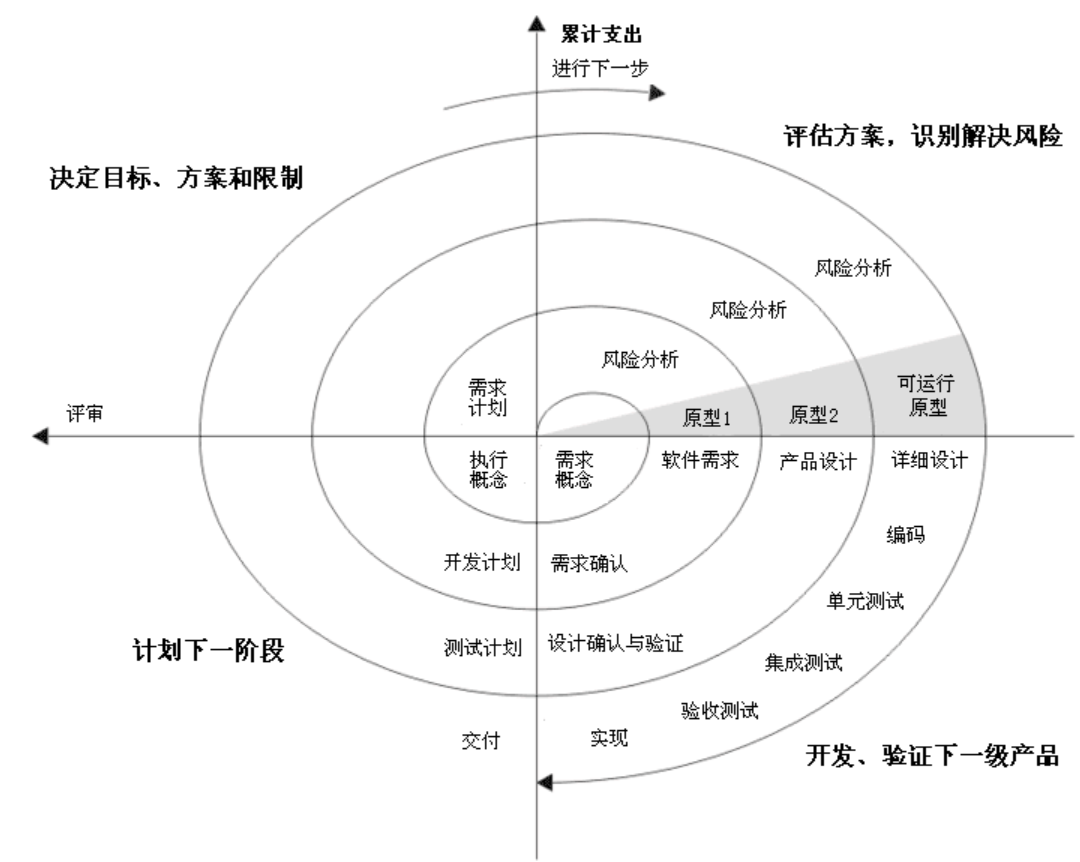 累计支出
进行下一步
评估方案，识别解决风险
决定目标、方案和限制
风险分析
风险分析
风险分析
需求
计划
可运行
原型
原型1
原型2
评审
执行
概念
需求
概念
软件需求
产品设计
详细设计
编码
开发计划
需求确认
单元测试
计划下一阶段
测试计划
设计确认与验证
集成测试
验收测试
交付
实现
开发、验证下一级产品